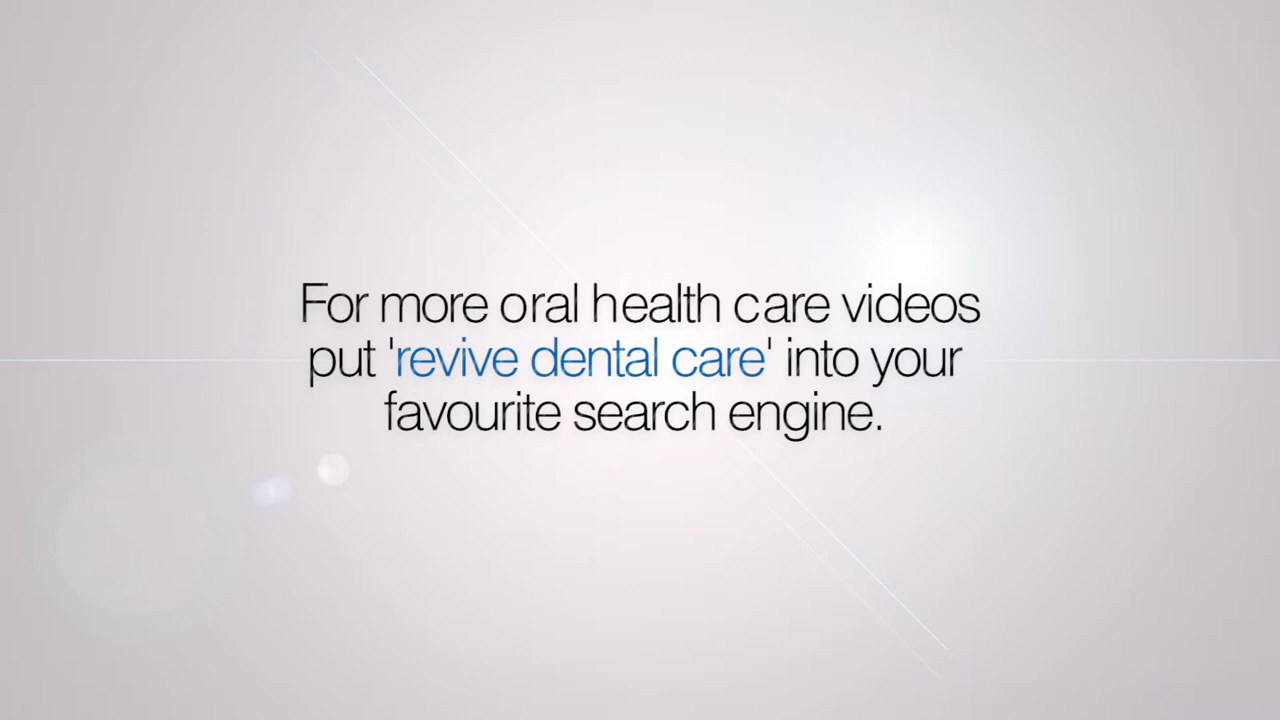 For more oral health care videos
put 'revive dental care' into your
favourite search engine.